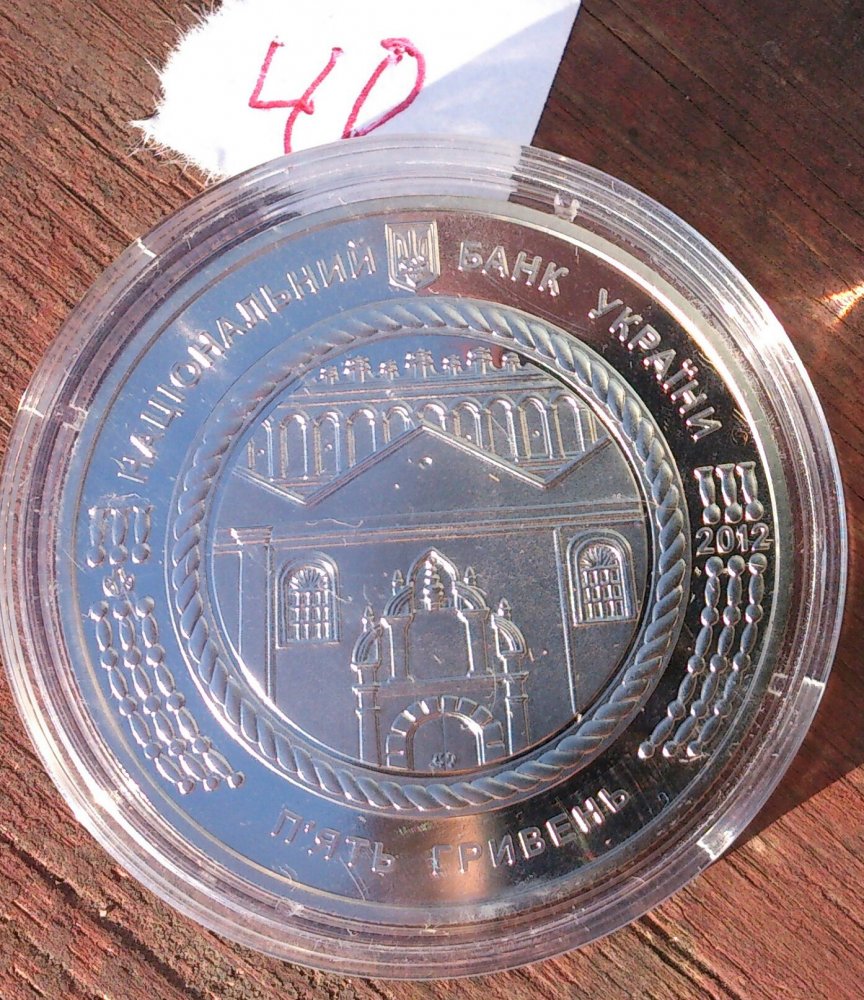 40
НАЦІОНАЛЬНИЙ БАНК УКРАЇНИ
2012
П'ЯТЬ ГРИВЕНЬ